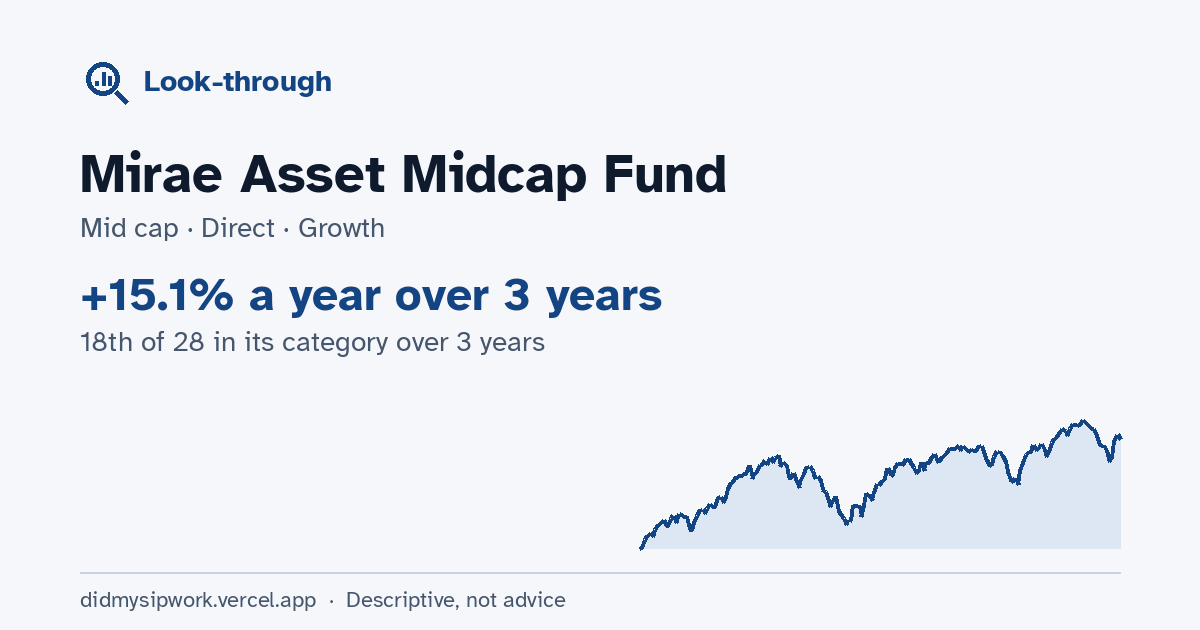 Look-through
Mirae Asset Midcap Fund
Mid cap · Direct · Growth
+15.1% a year over 3 years
18th of 28 in its category over 3 years
didmysipwork.vercel.app · Descriptive, not advice